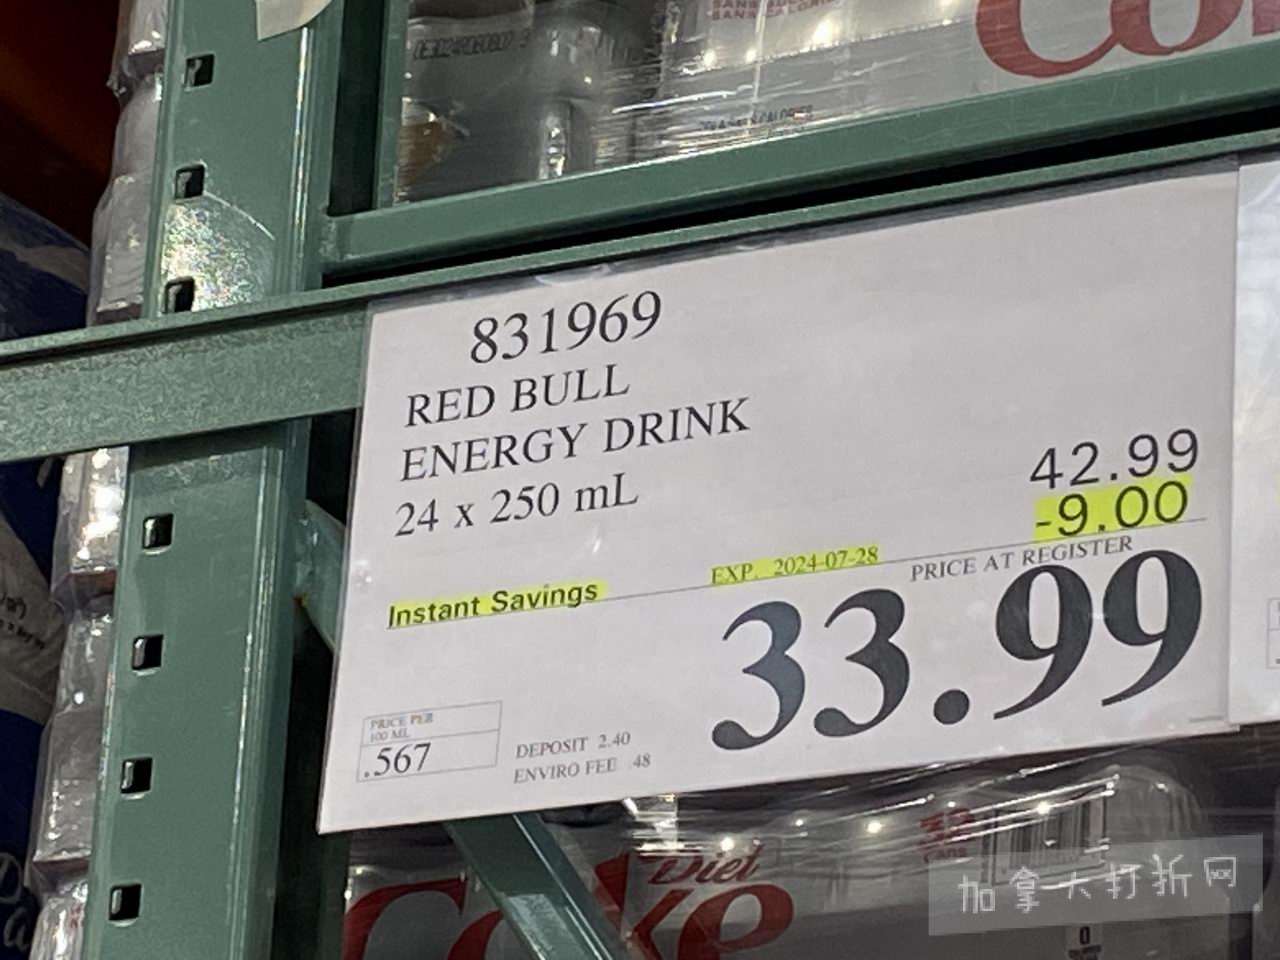 Coke
831969
RED BULL
ENERGY DRINK
24 x 250 mL
42.99
-9.00
EXP. 2024-07-28
PRICE AT REGISTER
Instant Savings
33.99
PRICE PER
100 ML
.567
DEPOSIT 2.40
ENVIRO FEE .48
Diet
Coke
32
CANS
加拿大打折网